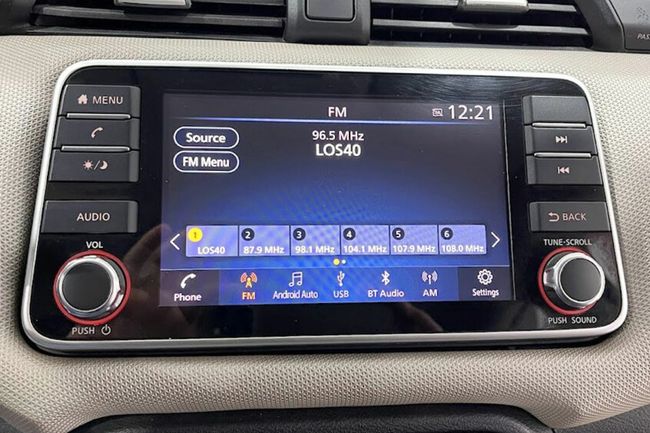 MENU
AUDIO
VOL
PUSH
FM
12:21
Source
96.5 MHz
LOS40
FM Menu
1 2 3 4 5 6
LOS40 87.9 MHz 98.1 MHz 104.1 MHz 107.9 MHz 108.0 MHz
Phone FM Android Auto USB BT Audio AM Settings
BACK
TUNE-SCROLL
PUSH SOUND
PAS